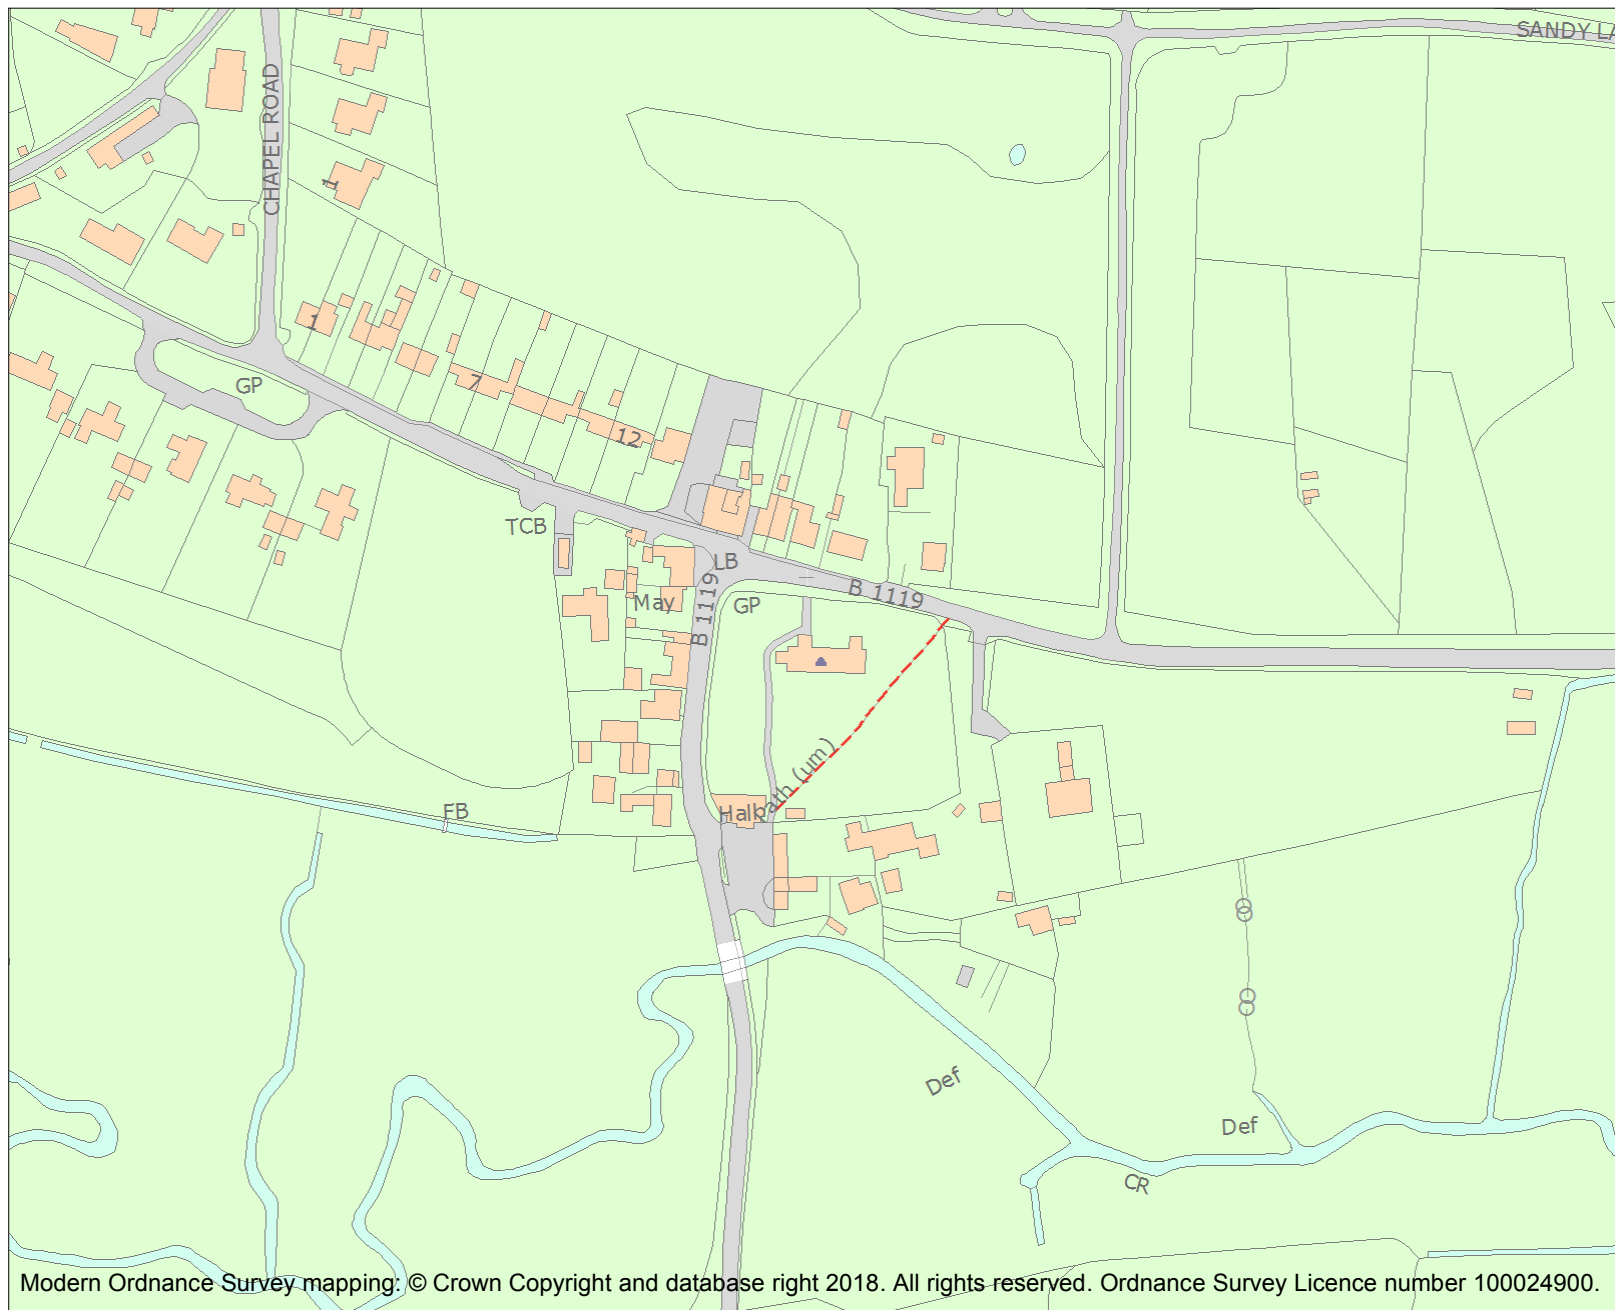 SANDY LA
CHAPEL ROAD
1
1
GP
7
12
TCB
LB
B 1119
B 1119
May
GP
path (um)
Hall
FB
Def
Def
CR
Modern Ordnance Survey mapping: © Crown Copyright and database right 2018. All rights reserved. Ordnance Survey Licence number 100024900.